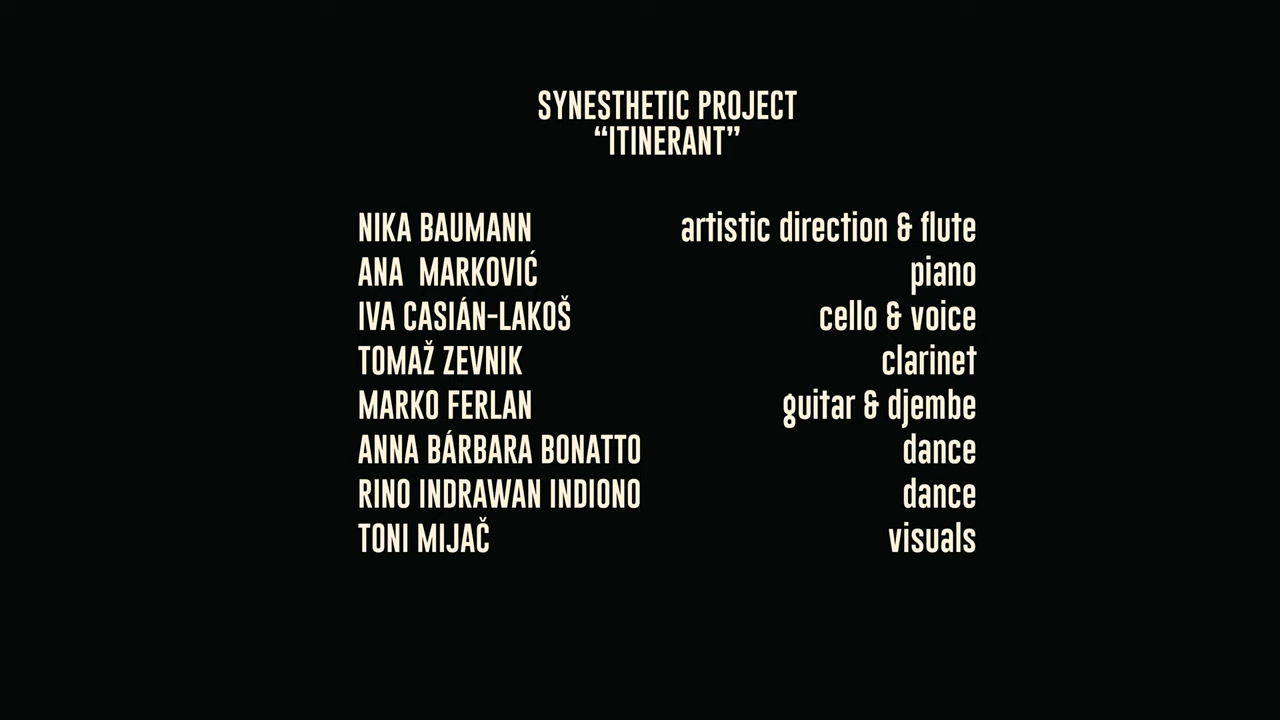 SYNESTHETIC PROJECT
“ITINERANT”
NIKA BAUMANN artistic direction & flute
ANA MARKOVIĆ piano
IVA CASIÁN-LAKOŠ cello & voice
TOMAŽ ZEVNIK clarinet
MARKO FERLAN guitar & djembe
ANNA BÁRBARA BONATTO dance
RINO INDRAWAN INDIONO dance
TONI MIJAČ visuals